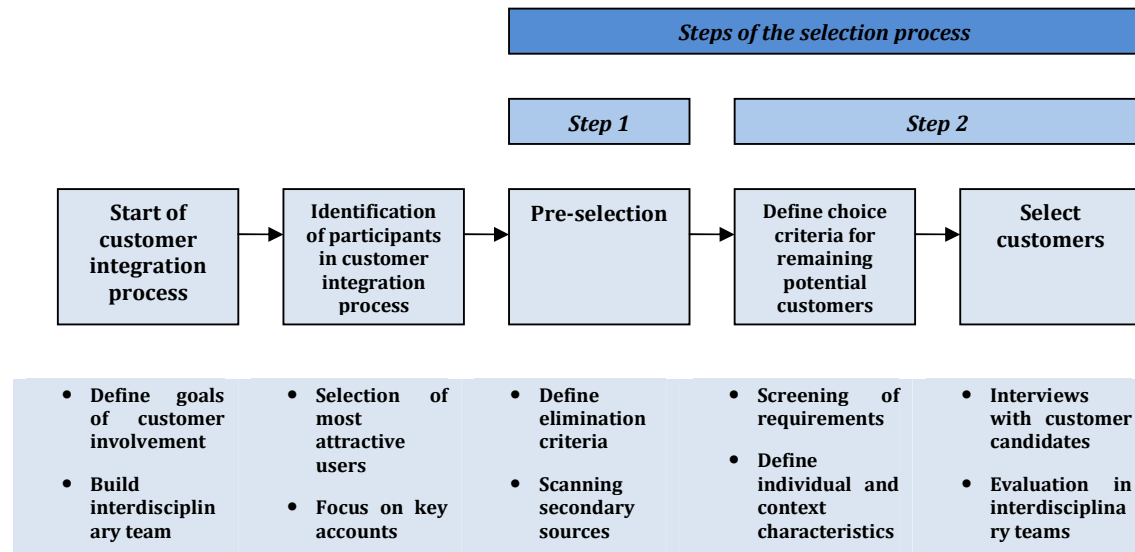 Steps of the selection process
Step 1
Step 2
Start of
customer
integration
process
Identification
of participants
in customer
integration
process
Pre-selection
Define choice
criteria for
remaining
potential
customers
Select
customers
• Define goals
of customer
involvement
• Build
interdisciplin
ary team
• Selection of
most
attractive
users
• Focus on key
accounts
• Define
elimination
criteria
• Scanning
secondary
sources
• Screening of
requirements
• Define
individual and
context
characteristics
• Interviews
with customer
candidates
• Evaluation in
interdisciplina
ry teams